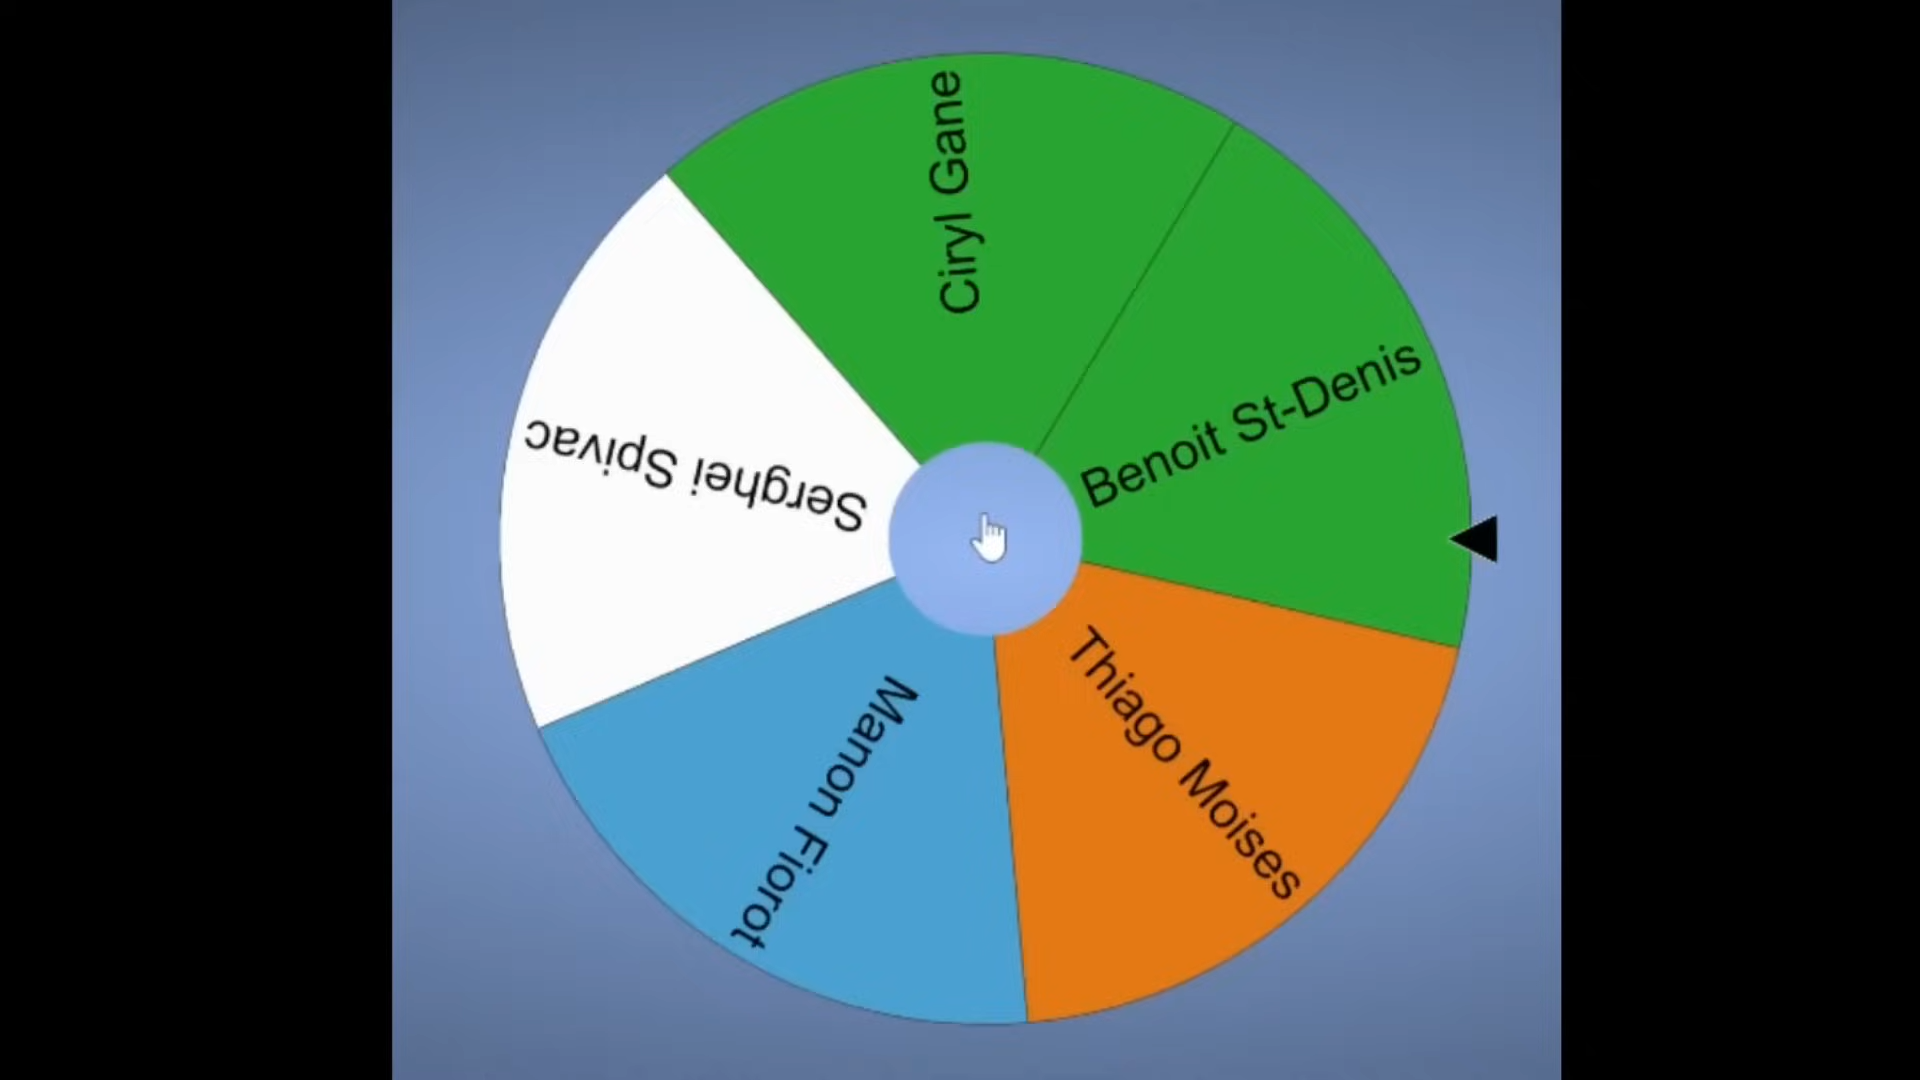 Ciryl Gane
Benoit St-Denis
Thiago Moises
Manon Fiorot
Serghei Spivac